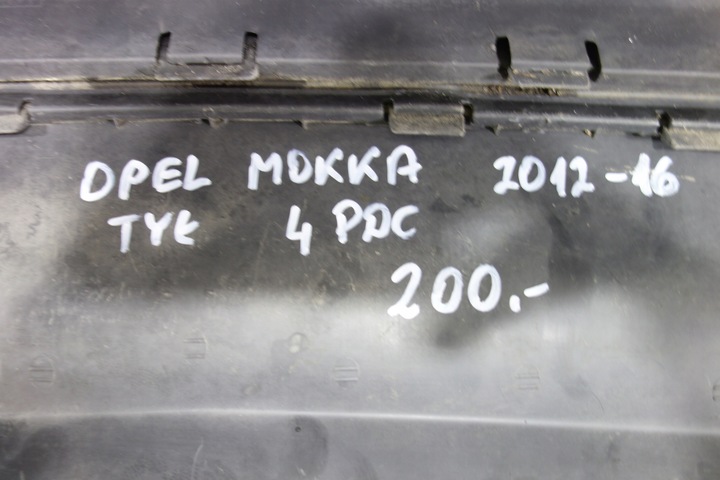 OPEL MOKKA 2012-16
TYŁ 4 PDC
200.-